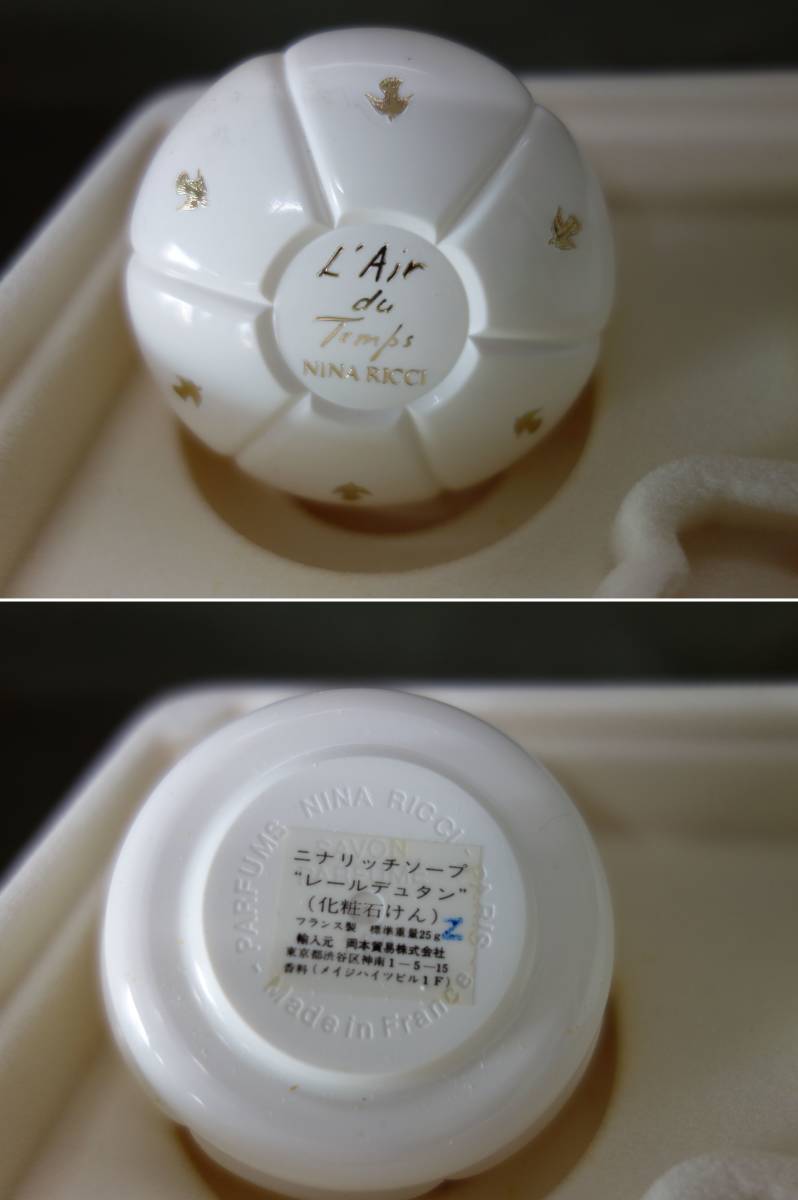 L'Air
du
Temps
NINA RICCI
PARFUMS NINA RICCI - PARIS -
Made in France
SAVON
PARFUMÉ
ニナリッチソープ
“レールデュタン”
(化粧石けん)
フランス製 標準重量25g
輸入元 岡本貿易株式会社
東京都渋谷区神南1－5－15
香料(メイジハイツビル1F)